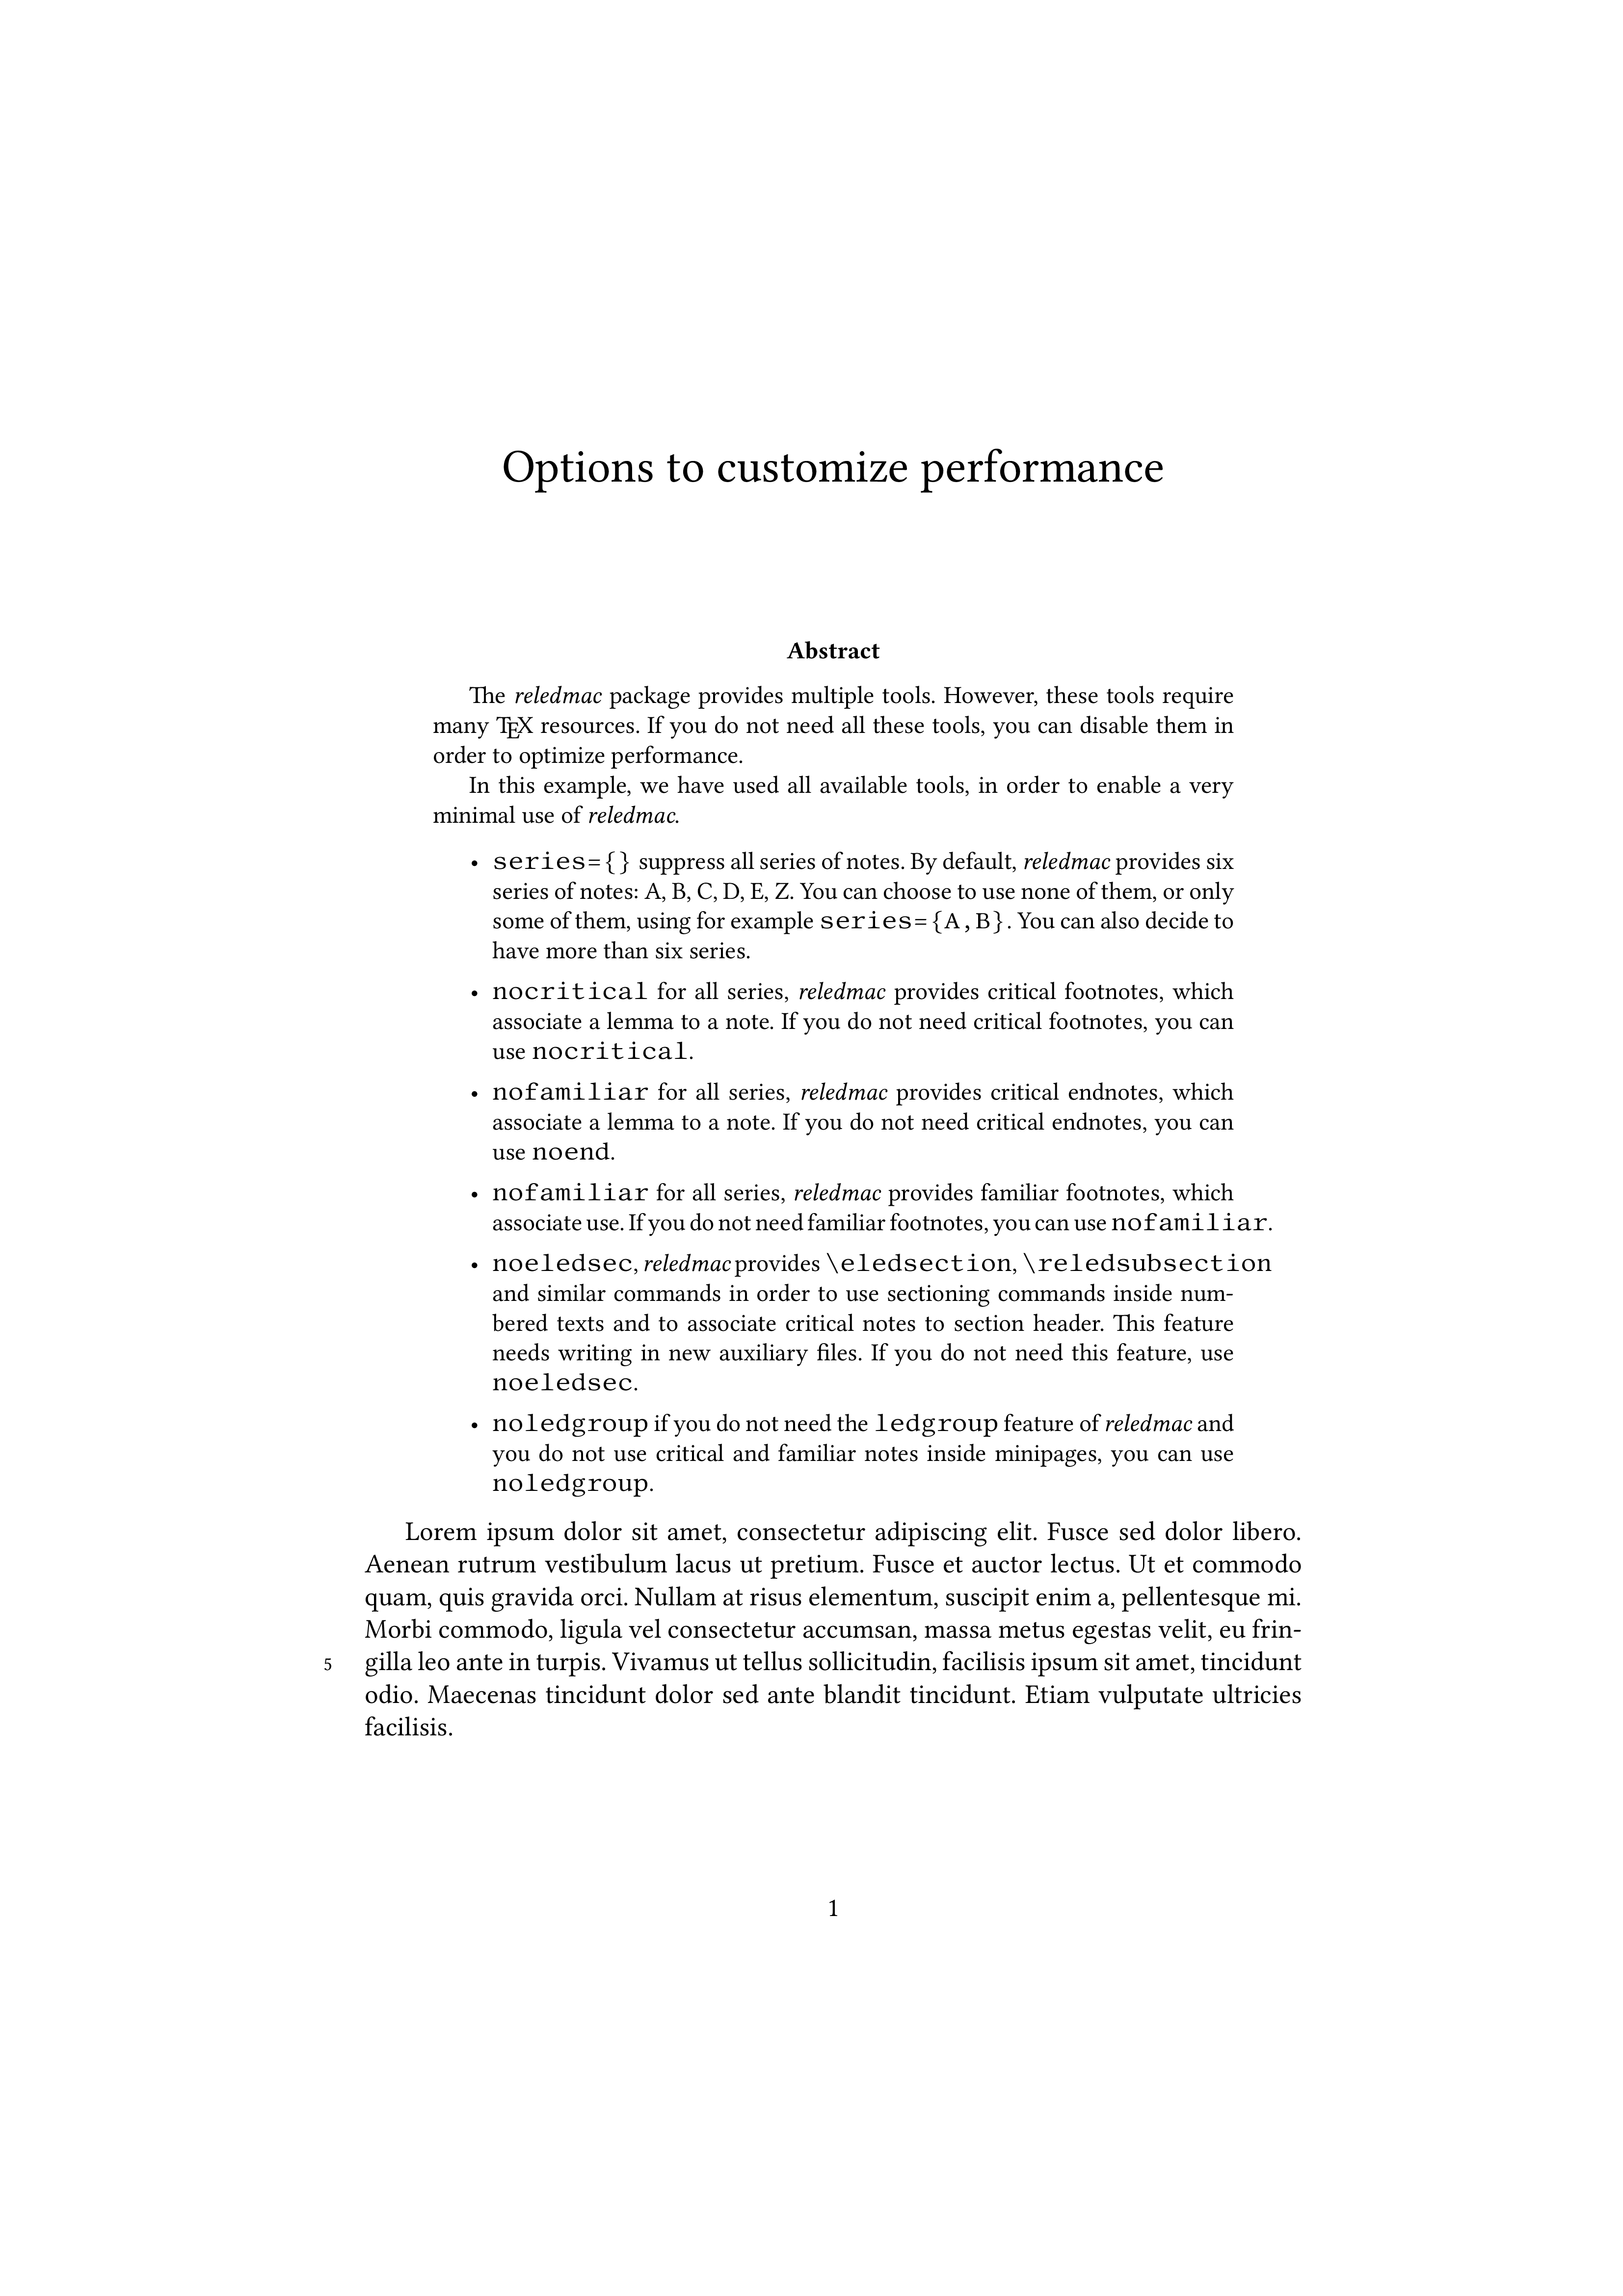 Options to customize performance
Abstract
The reledmac package provides multiple tools. However, these tools require
many TEX resources. If you do not need all these tools, you can disable them in
order to optimize performance.
In this example, we have used all available tools, in order to enable a very
minimal use of reledmac.
• series={} suppress all series of notes. By default, reledmac provides six
series of notes: A, B, C, D, E, Z. You can choose to use none of them, or only
some of them, using for example series={A,B}. You can also decide to
have more than six series.
• nocritical for all series, reledmac provides critical footnotes, which
associate a lemma to a note. If you do not need critical footnotes, you can
use nocritical.
• nofamiliar for all series, reledmac provides critical endnotes, which
associate a lemma to a note. If you do not need critical endnotes, you can
use noend.
• nofamiliar for all series, reledmac provides familiar footnotes, which
associate use. If you do not need familiar footnotes, you can use nofamiliar.
• noeledsec, reledmac provides \eledsection, \reledsubsection
and similar commands in order to use sectioning commands inside num-
bered texts and to associate critical notes to section header. This feature
needs writing in new auxiliary files. If you do not need this feature, use
noeledsec.
• noledgroup if you do not need the ledgroup feature of reledmac and
you do not use critical and familiar notes inside minipages, you can use
noledgroup.
Lorem ipsum dolor sit amet, consectetur adipiscing elit. Fusce sed dolor libero.
Aenean rutrum vestibulum lacus ut pretium. Fusce et auctor lectus. Ut et commodo
quam, quis gravida orci. Nullam at risus elementum, suscipit enim a, pellentesque mi.
Morbi commodo, ligula vel consectetur accumsan, massa metus egestas velit, eu frin-
5 gilla leo ante in turpis. Vivamus ut tellus sollicitudin, facilisis ipsum sit amet, tincidunt
odio. Maecenas tincidunt dolor sed ante blandit tincidunt. Etiam vulputate ultricies
facilisis.
1